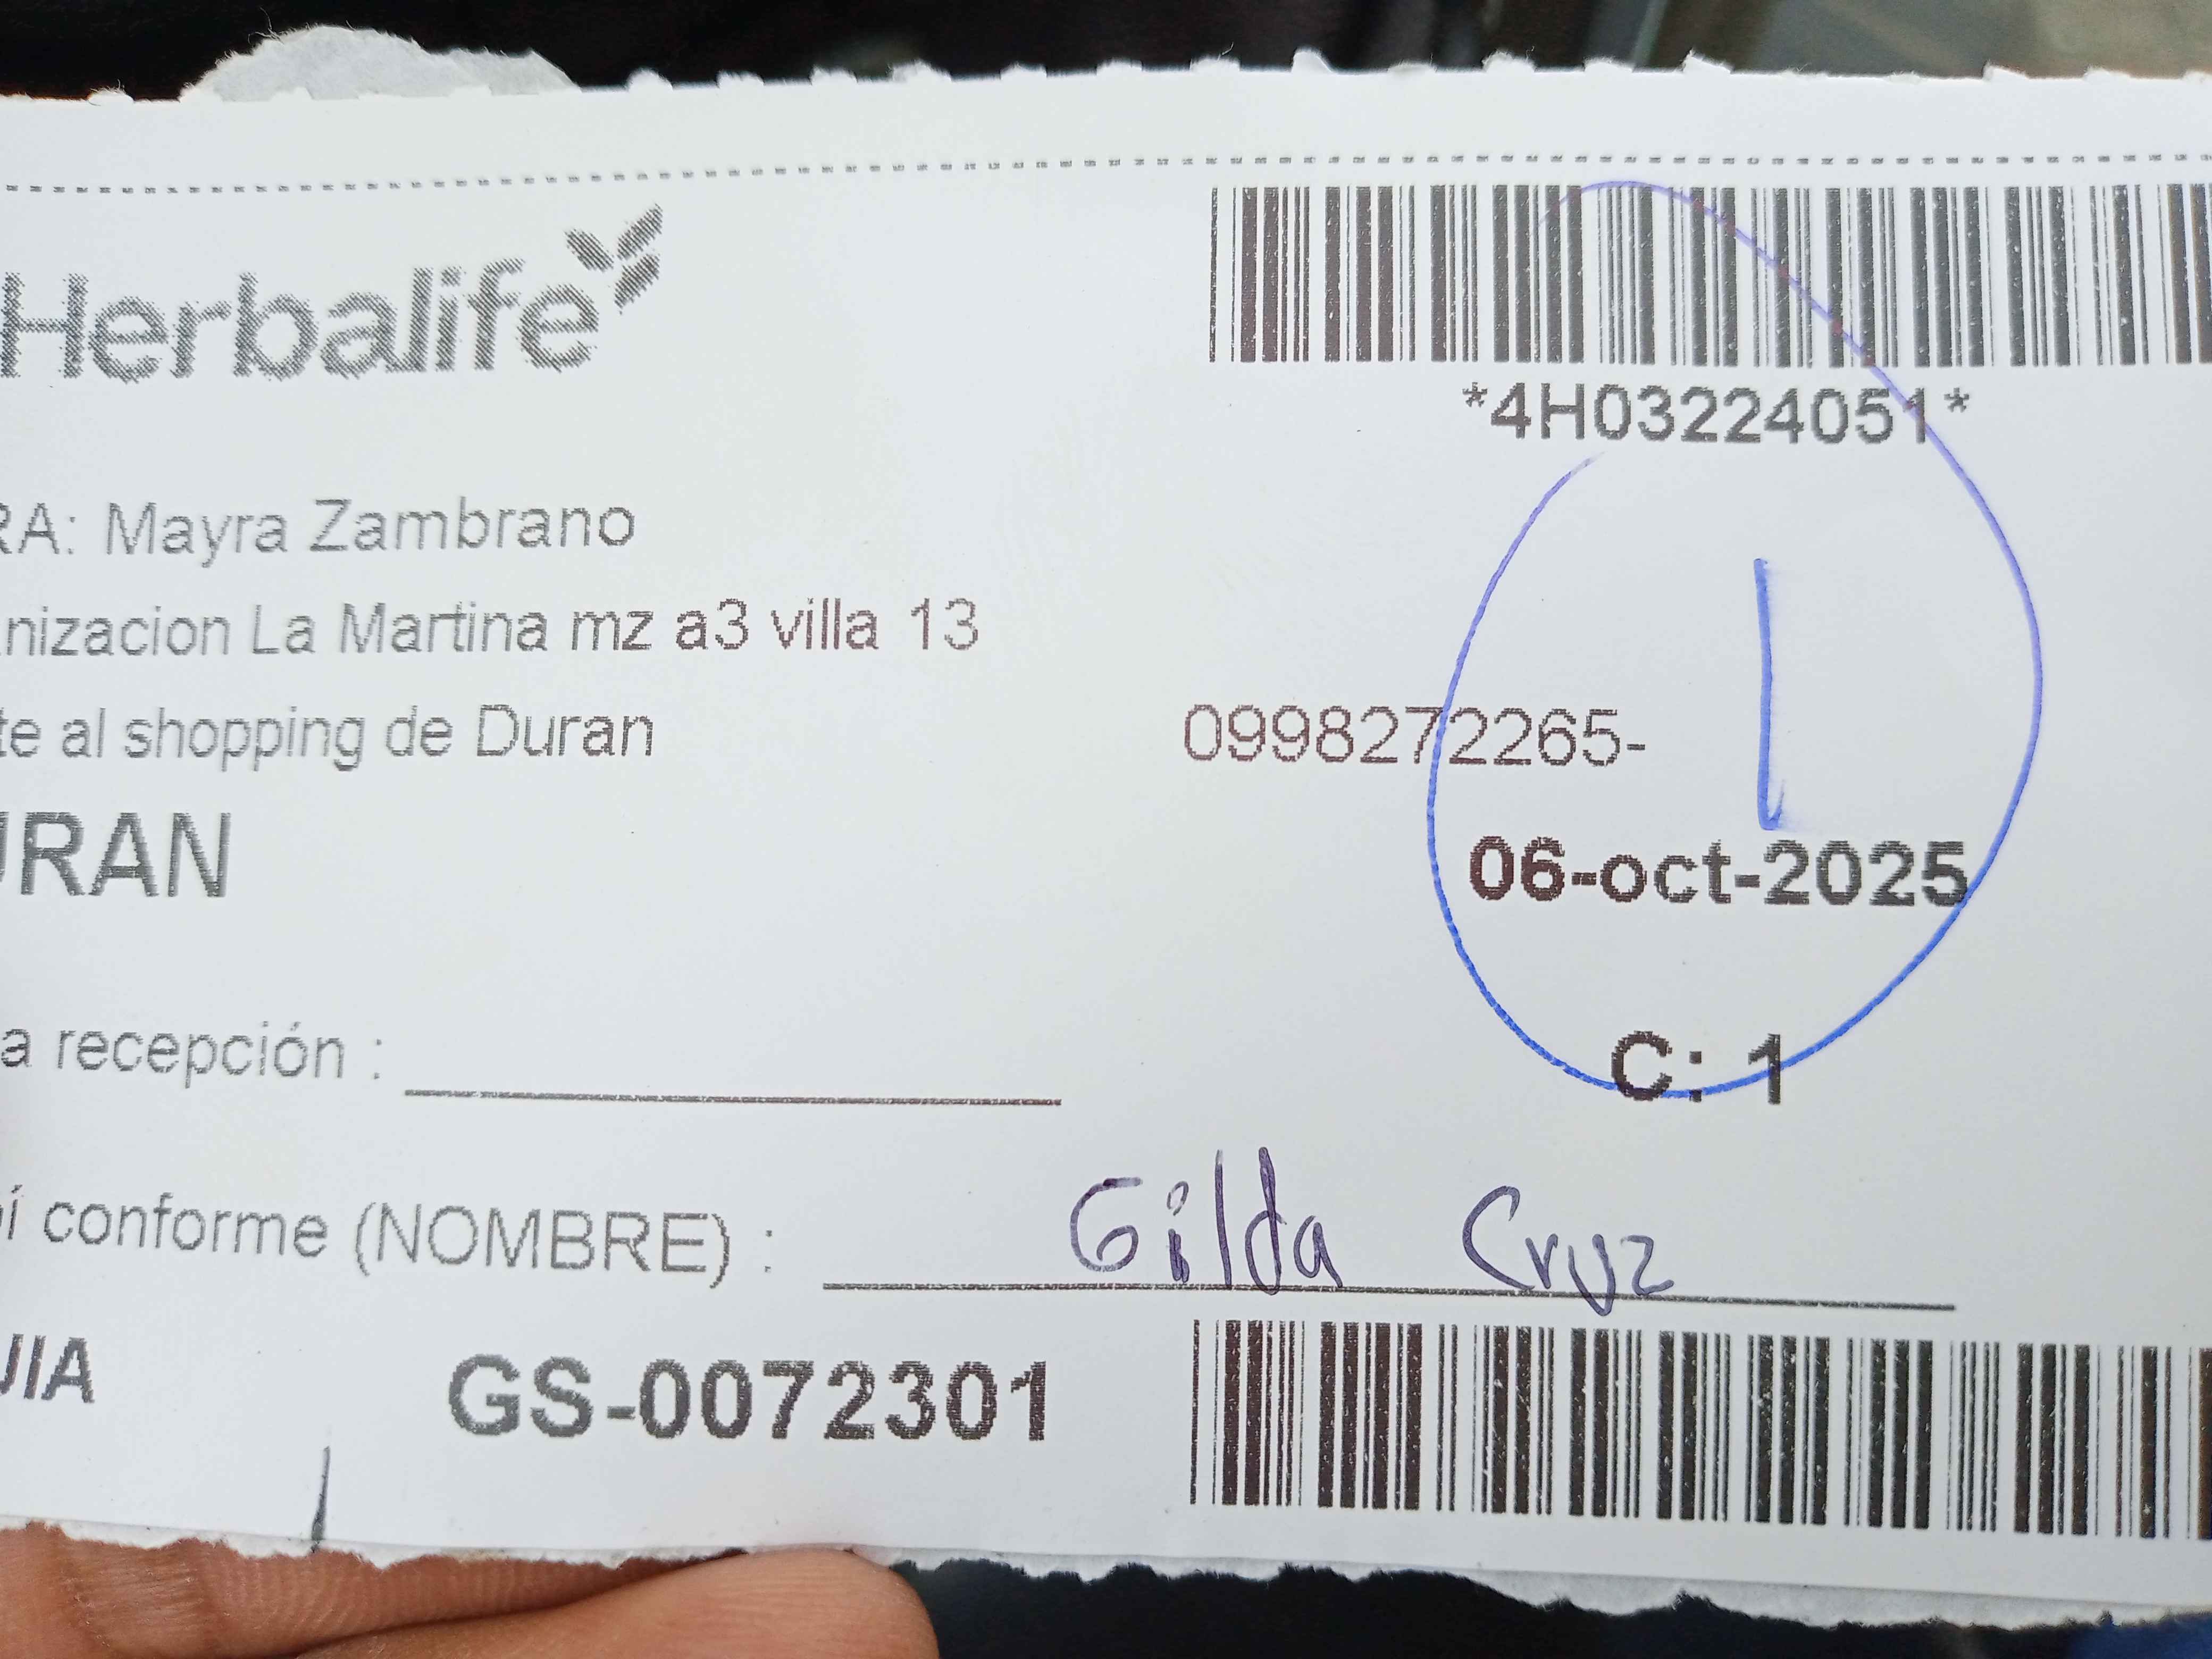 Herbalife
*4H03224051*
RA: Mayra Zambrano
nizacion La Martina mz a3 villa 13
te al shopping de Duran 0998272265-
URAN 06-oct-2025
a recepción : C: 1
í conforme (NOMBRE) : Gilda Cruz
UIA GS-0072301